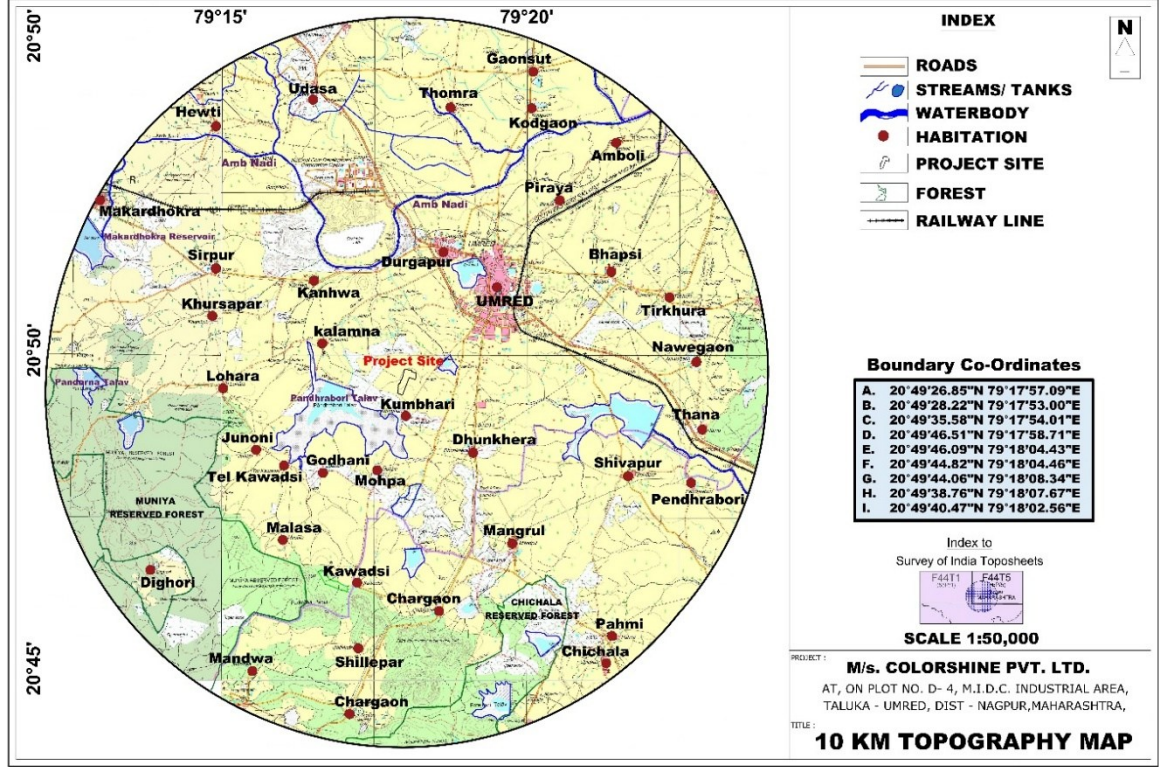 79°15'
79°20'
20°50'
20°50'
20°45'
Gaonsut
Udasa
Thomra
Hewti
Kodgaon
Amboli
Amb Nadi
Piraya
Makardhokra
Amb Nadi
Makardhokra Reservoir
Sirpur
Durgapur
UMRED
Bhapsi
Kanhwa
UMRED
Khursapar
Tirkhura
kalamna
Nawegaon
Project Site
Pandurna Talav
Lohara
Pandhrabori Talav
Kumbhari
Thana
Junoni
Dhunkhera
Tel Kawadsi
Godhani
Mohpa
Shivapur
Pendhrabori
MUNIYA
RESERVED FOREST
Malasa
Mangrul
Dighori
Kawadsi
Chargaon
CHICHALA
RESERVED FOREST
Pahmi
Mandwa
Shillepar
Chichala
Chargaon
INDEX
N
ROADS
STREAMS/ TANKS
WATERBODY
HABITATION
PROJECT SITE
FOREST
RAILWAY LINE
Boundary Co-Ordinates
A. 20°49'26.85"N 79°17'57.09"E
B. 20°49'28.22"N 79°17'53.00"E
C. 20°49'35.58"N 79°17'54.01"E
D. 20°49'46.51"N 79°17'58.71"E
E. 20°49'46.09"N 79°18'04.43"E
F. 20°49'44.82"N 79°18'04.46"E
G. 20°49'44.06"N 79°18'08.34"E
H. 20°49'38.76"N 79°18'07.67"E
I. 20°49'40.47"N 79°18'02.56"E
Index to
Survey of India Toposheets
F44T1 F44T5
MAHARASHTRA
SCALE 1:50,000
PROJECT :
M/s. COLORSHINE PVT. LTD.
AT, ON PLOT NO. D- 4, M.I.D.C. INDUSTRIAL AREA,
TALUKA - UMRED, DIST - NAGPUR,MAHARASHTRA,
TITLE :
10 KM TOPOGRAPHY MAP